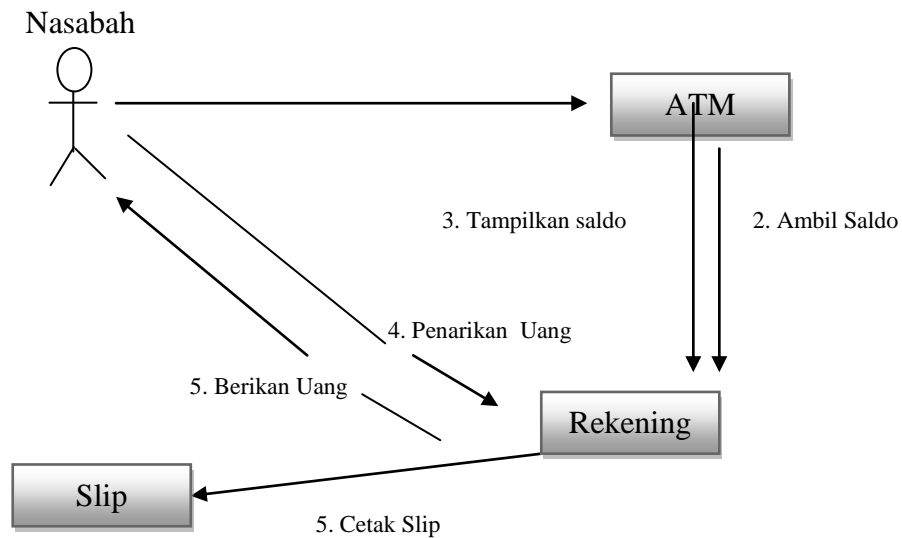 Nasabah
ATM
3. Tampilkan saldo
2. Ambil Saldo
4. Penarikan Uang
5. Berikan Uang
Rekening
Slip
5. Cetak Slip